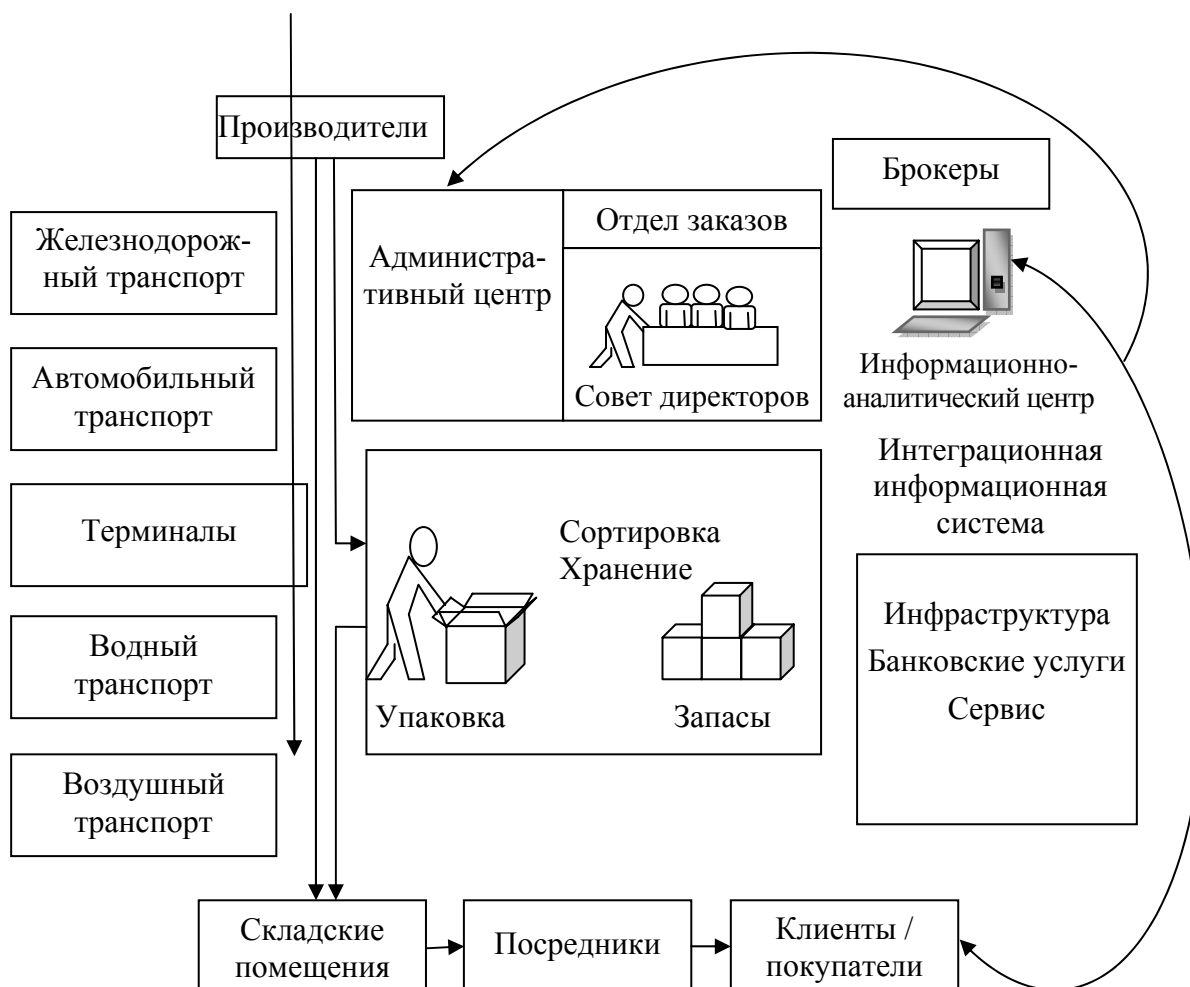 Производители
Брокеры
Железнодорож-
ный транспорт
Администра-
тивный центр
Отдел заказов
Совет директоров
Автомобильный
транспорт
Информационно-
аналитический центр
Интеграционная
информационная
система
Терминалы
Сортировка
Хранение
Упаковка
Запасы
Инфраструктура
Банковские услуги
Сервис
Водный
транспорт
Воздушный
транспорт
Складские
помещения
Посредники
Клиенты /
покупатели